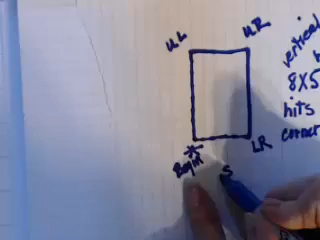 UL
UR
vertical
8X5
hits
corner
LR
* Begin
S